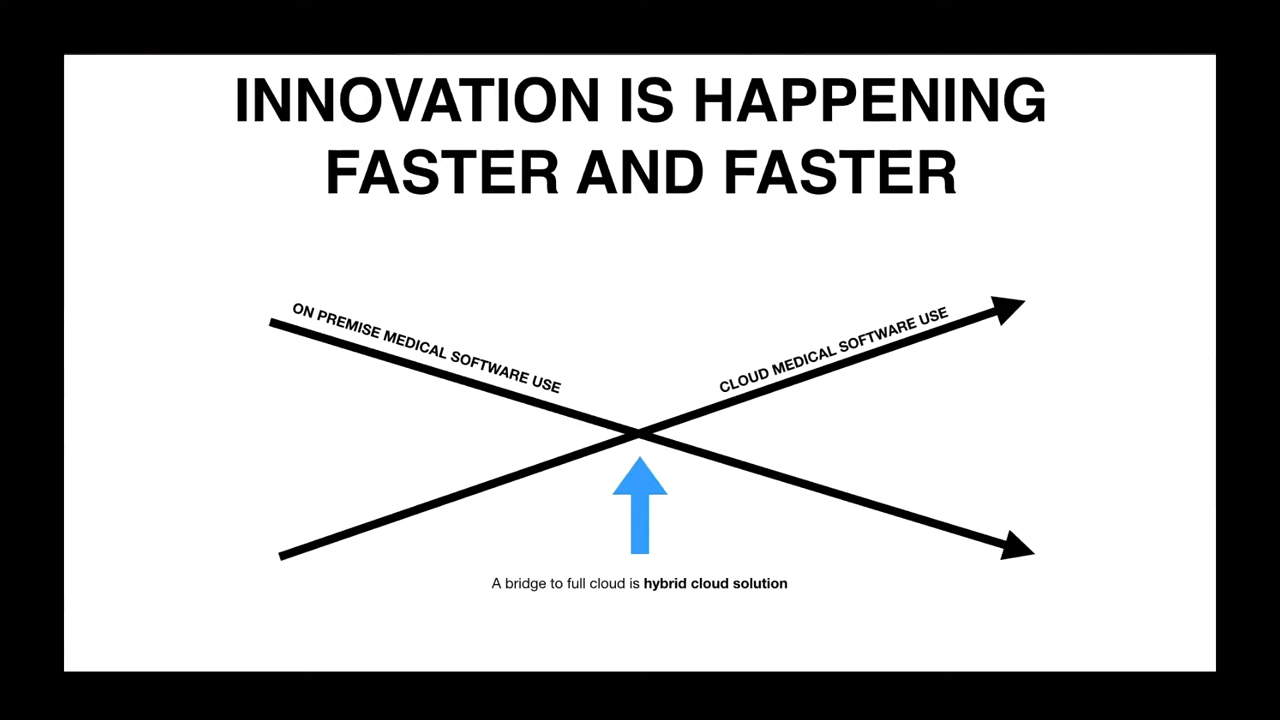 INNOVATION IS HAPPENING
FASTER AND FASTER
ON PREMISE MEDICAL SOFTWARE USE
CLOUD MEDICAL SOFTWARE USE
A bridge to full cloud is hybrid cloud solution